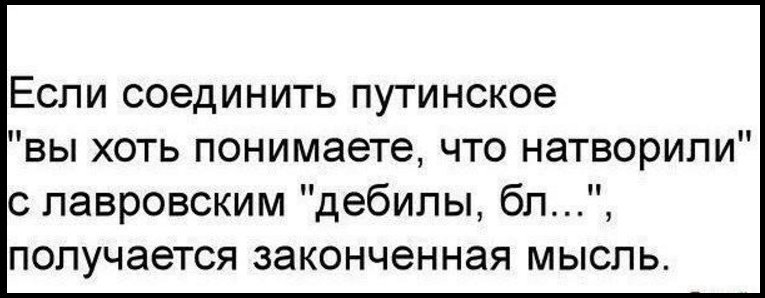 Если соединить путинское
"вы хоть понимаете, что натворили"
с лавровским "дебилы, бл...",
получается законченная мысль.